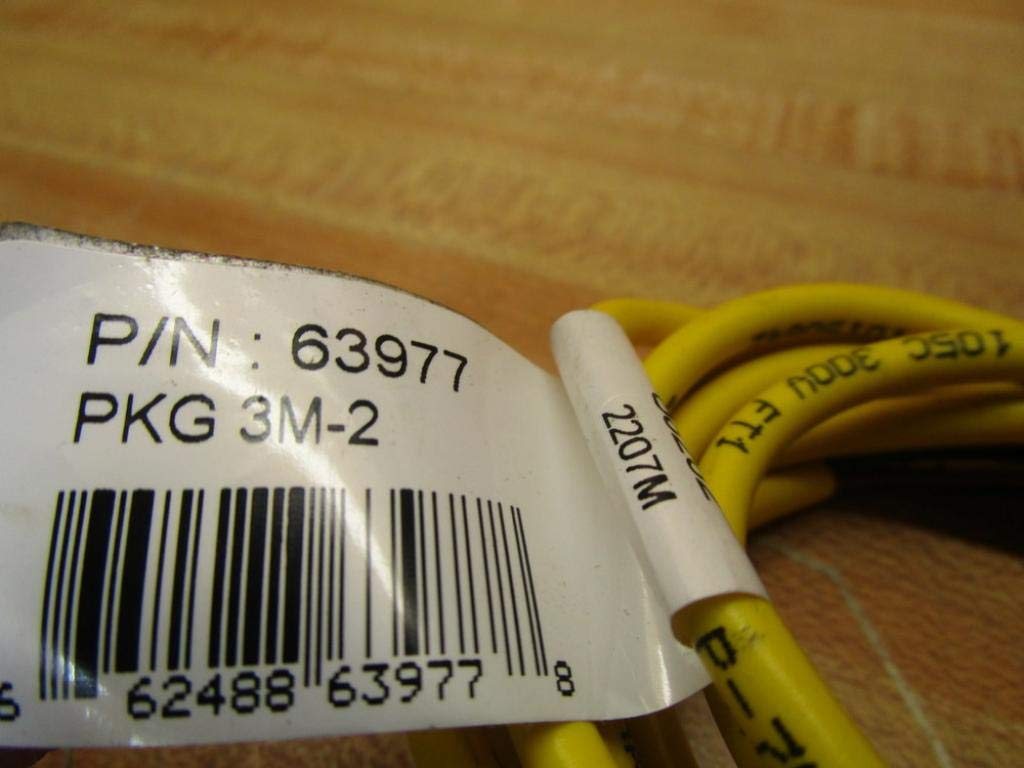 P/N : 63977
PKG 3M-2
6 62488 63977 8
2207M
105C 300V FT1